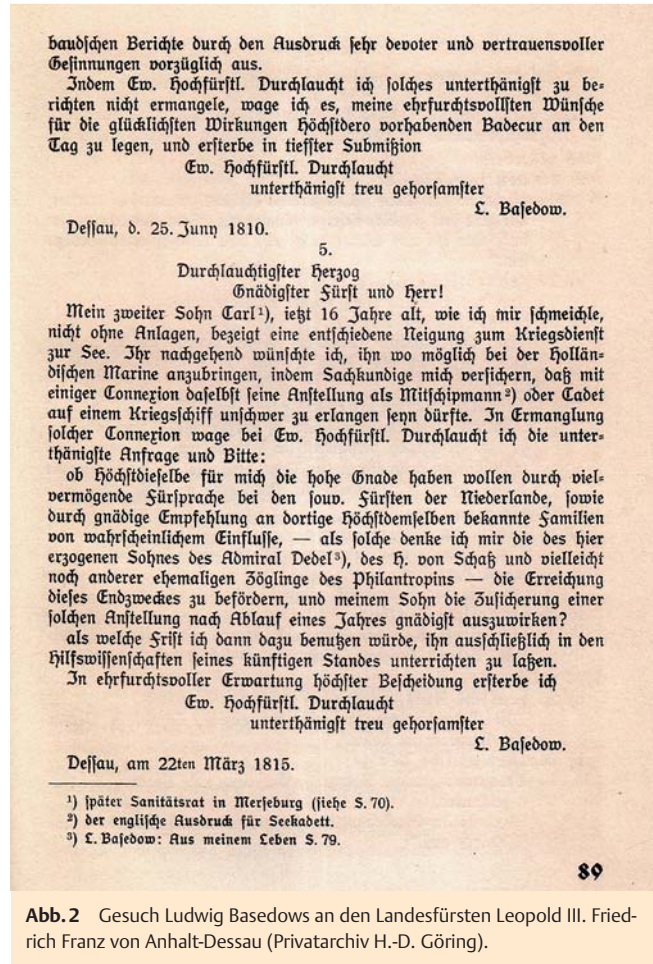 baudschen Berichte durch den Ausdruck sehr devoter und vertrauensvoller
Gesinnungen vorzüglich aus.
Indem Ew. Hochfürstl. Durchlaucht ich solches unterthänigst zu be-
richten nicht ermangele, wage ich es, meine ehrfurchtsvollsten Wünsche
für die glücklichsten Wirkungen Höchstdero vorhabenden Badecur an den
Tag zu legen, und ersterbe in tiefster Submißion
Ew. Hochfürstl. Durchlaucht
unterthänigst treu gehorsamster
L. Basedow.
Dessau, d. 25. Juny 1810.
5.
Durchlauchtigster Herzog
Gnädigster Fürst und Herr!
Mein zweiter Sohn Carl¹), ietzt 16 Jahre alt, wie ich mir schmeichle,
nicht ohne Anlagen, bezeigt eine entschiedene Neigung zum Kriegsdienst
zur See. Ihr nachgehend wünschte ich, ihn wo möglich bei der Hollän-
dischen Marine anzubringen, indem Sachkundige mich versichern, daß mit
einiger Connexion daselbst seine Anstellung als Mitschipmann²) oder Cadet
auf einem Kriegsschiff unschwer zu erlangen seyn dürfte. In Ermanglung
solcher Connexion wage bei Ew. Hochfürstl. Durchlaucht ich die unter-
thänigste Anfrage und Bitte:
ob Höchstdieselbe für mich die hohe Gnade haben wollen durch viel-
vermögende Fürsprache bei den souv. Fürsten der Niederlande, sowie
durch gnädige Empfehlung an dortige Höchstdemselben bekannte Familien
von wahrscheinlichem Einflusse, — als solche denke ich mir die des hier
erzogenen Sohnes des Admiral Dedel³), des H. von Schatz und vielleicht
noch anderer ehemaligen Zöglinge des Philantropins — die Erreichung
dieses Endzweckes zu befördern, und meinem Sohn die Zusicherung einer
solchen Anstellung nach Ablauf eines Jahres gnädigst auszuwirken?
als welche Frist ich dann dazu benutzen würde, ihn ausschließlich in den
Hilfswissenschaften seines künftigen Standes unterrichten zu laßen.
In ehrfurchtsvoller Erwartung höchster Bescheidung ersterbe ich
Ew. Hochfürstl. Durchlaucht
unterthänigst treu gehorsamster
L. Basedow.
Dessau, am 22ten März 1815.
¹) später Sanitätsrat in Merseburg (siehe S. 70).
²) der englische Ausdruck für Seekadett.
³) L. Basedow: Aus meinem Leben S. 79.
89
Abb. 2 Gesuch Ludwig Basedows an den Landesfürsten Leopold III. Fried-
rich Franz von Anhalt-Dessau (Privatarchiv H.-D. Göring).